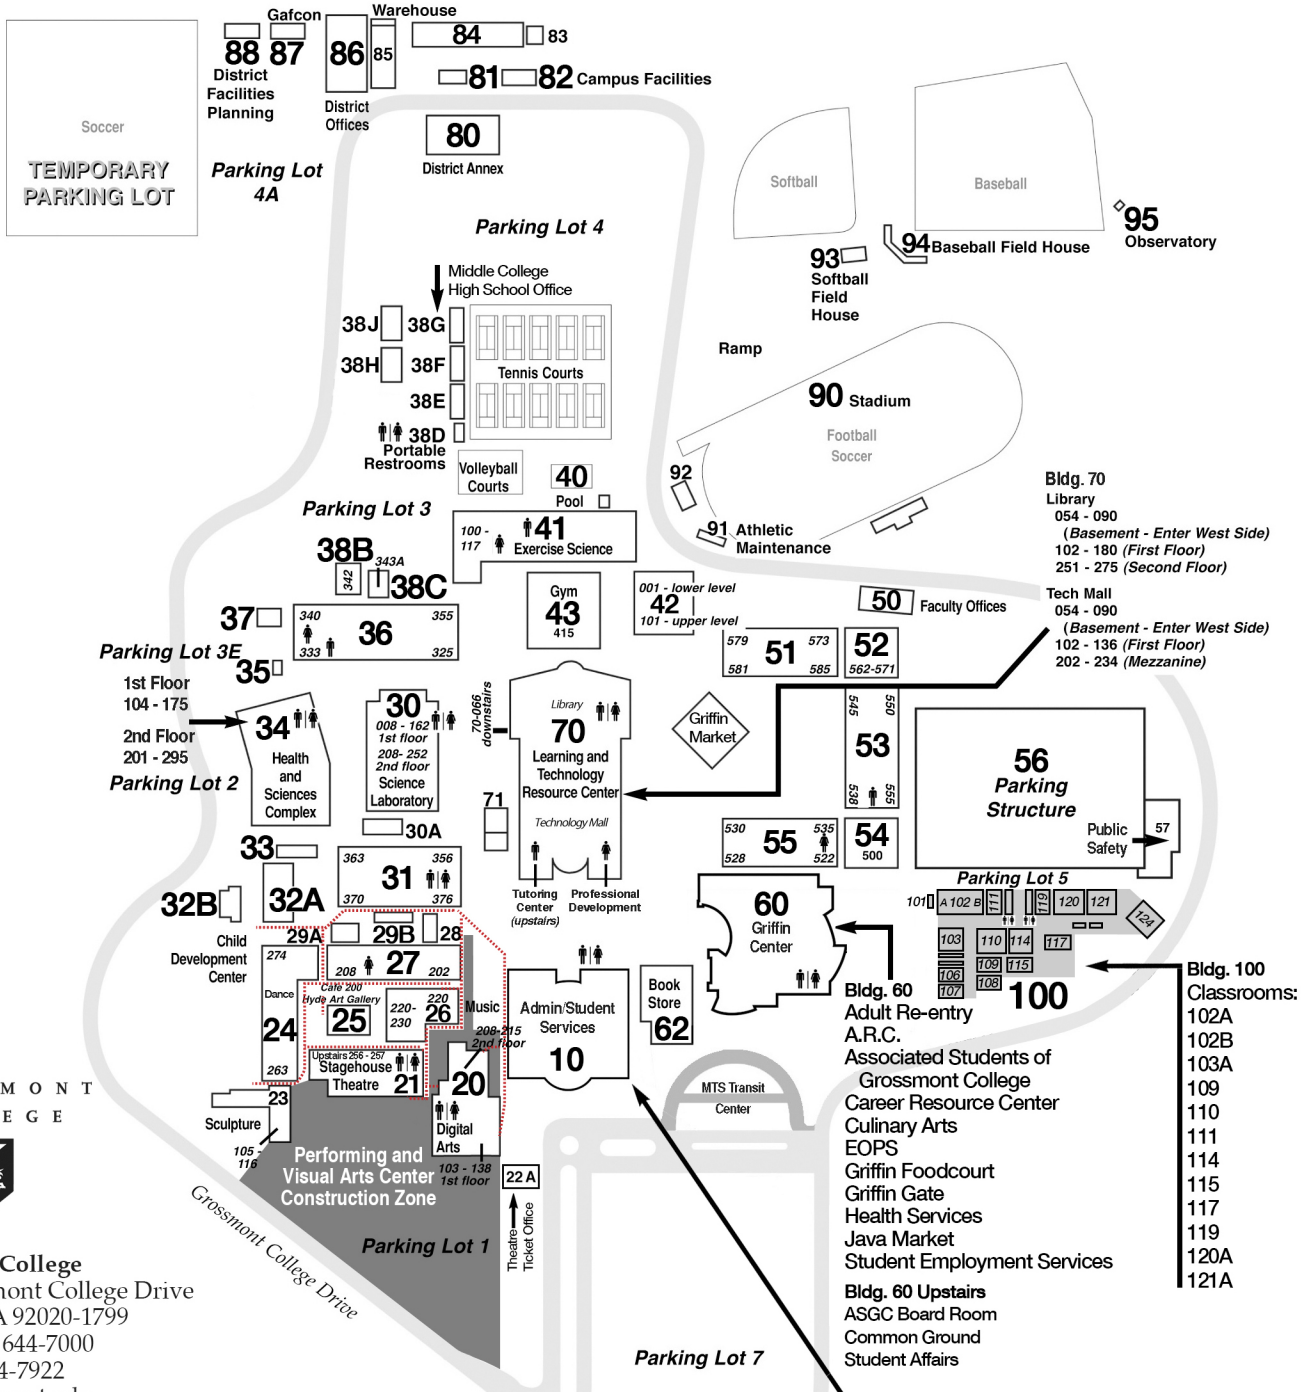 Gafcon
Warehouse
88
87
86
85
84
83
District
Facilities
Planning
District
Offices
81
82
Campus Facilities
80
District Annex
Soccer
TEMPORARY
PARKING LOT
Parking Lot
4A
Parking Lot 4
Softball
Baseball
95
Observatory
94
Baseball Field House
93
Softball
Field
House
Middle College
High School Office
38J
38G
38H
38F
38E
38D
Portable
Restrooms
Tennis Courts
Volleyball
Courts
40
Pool
Ramp
90 Stadium
Football
Soccer
92
91
Athletic
Maintenance
Parking Lot 3
100 -
117
41
Exercise Science
38B
342
343A
38C
37
340
355
36
333
325
Gym
43
415
001 - lower level
42
101 - upper level
50
Faculty Offices
Bldg. 70
Library
054 - 090
(Basement - Enter West Side)
102 - 180 (First Floor)
251 - 275 (Second Floor)
Tech Mall
054 - 090
(Basement - Enter West Side)
102 - 136 (First Floor)
202 - 234 (Mezzanine)
579
573
51
581
585
52
562-571
Parking Lot 3E
35
1st Floor
104 - 175
2nd Floor
201 - 295
34
Health
and
Sciences
Complex
Parking Lot 2
30
008 - 162
1st floor
208- 252
2nd floor
Science
Laboratory
30A
70-066
downstairs
Library
70
Learning and
Technology
Resource Center
Technology Mall
71
Tutoring
Center
(upstairs)
Professional
Development
Griffin
Market
545
550
53
538
555
56
Parking
Structure
57
Public
Safety
530
535
55
528
522
54
500
33
32B
32A
363
356
31
370
376
Child
Development
Center
29A
29B
28
274
Dance
24
263
208
27
202
Cafe 200
Hyde Art Gallery
25
220-
230
220
26
Music
208-215
2nd floor
Upstairs 256 - 257
Stagehouse
Theatre
21
20
Digital
Arts
103 - 138
1st floor
23
Sculpture
105 -
116
Admin/Student
Services
10
Book
Store
62
60
Griffin
Center
MTS Transit
Center
Parking Lot 5
101
A 102 B
111
119
120
121
124
103
110
114
117
106
109
115
107
108
100
Bldg. 100
Classrooms:
102A
102B
103A
109
110
111
114
115
117
119
120A
121A
Bldg. 60
Adult Re-entry
A.R.C.
Associated Students of
Grossmont College
Career Resource Center
Culinary Arts
EOPS
Griffin Foodcourt
Griffin Gate
Health Services
Java Market
Student Employment Services
Bldg. 60 Upstairs
ASGC Board Room
Common Ground
Student Affairs
Performing and
Visual Arts Center
Construction Zone
22 A
Theatre
Ticket Office
Parking Lot 1
Grossmont College Drive
Parking Lot 7
MONT
EGE
College
mont College Drive
A 92020-1799
644-7000
4-7922